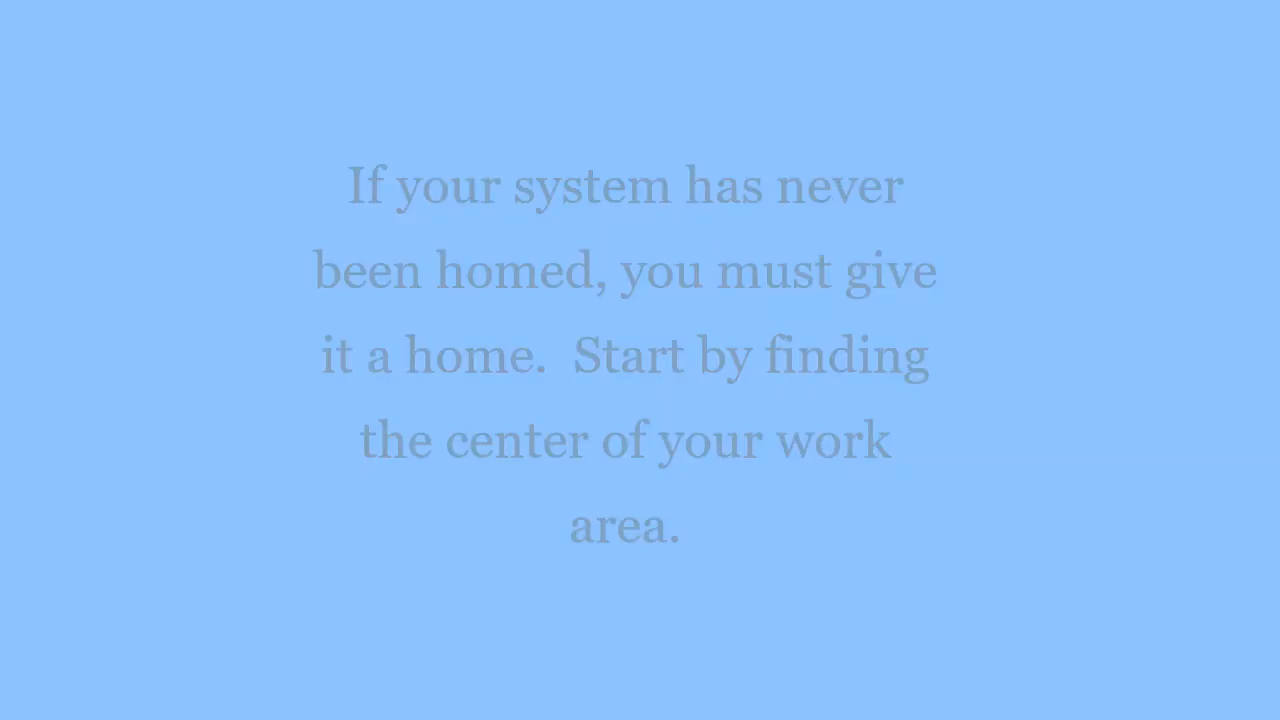 If your system has never
been homed, you must give
it a home.  Start by finding
the center of your work
area.